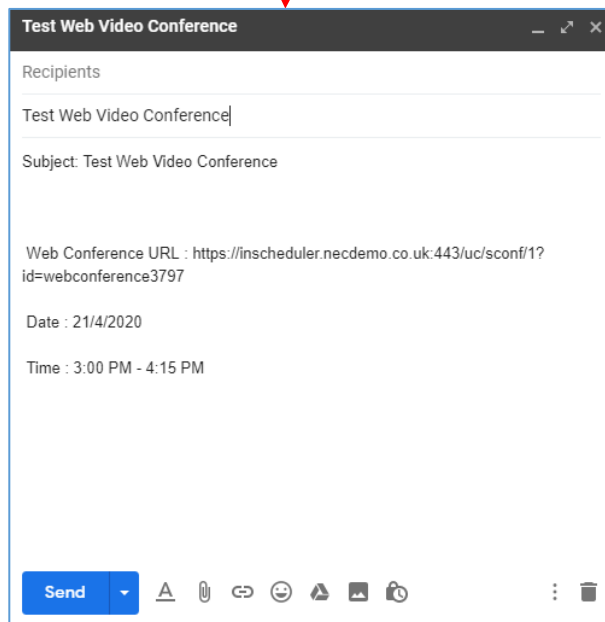 Test Web Video Conference
Recipients
Test Web Video Conference
Subject: Test Web Video Conference
Web Conference URL : https://inscheduler.necdemo.co.uk:443/uc/sconf/1?
id=webconference3797
Date : 21/4/2020
Time : 3:00 PM - 4:15 PM
Send